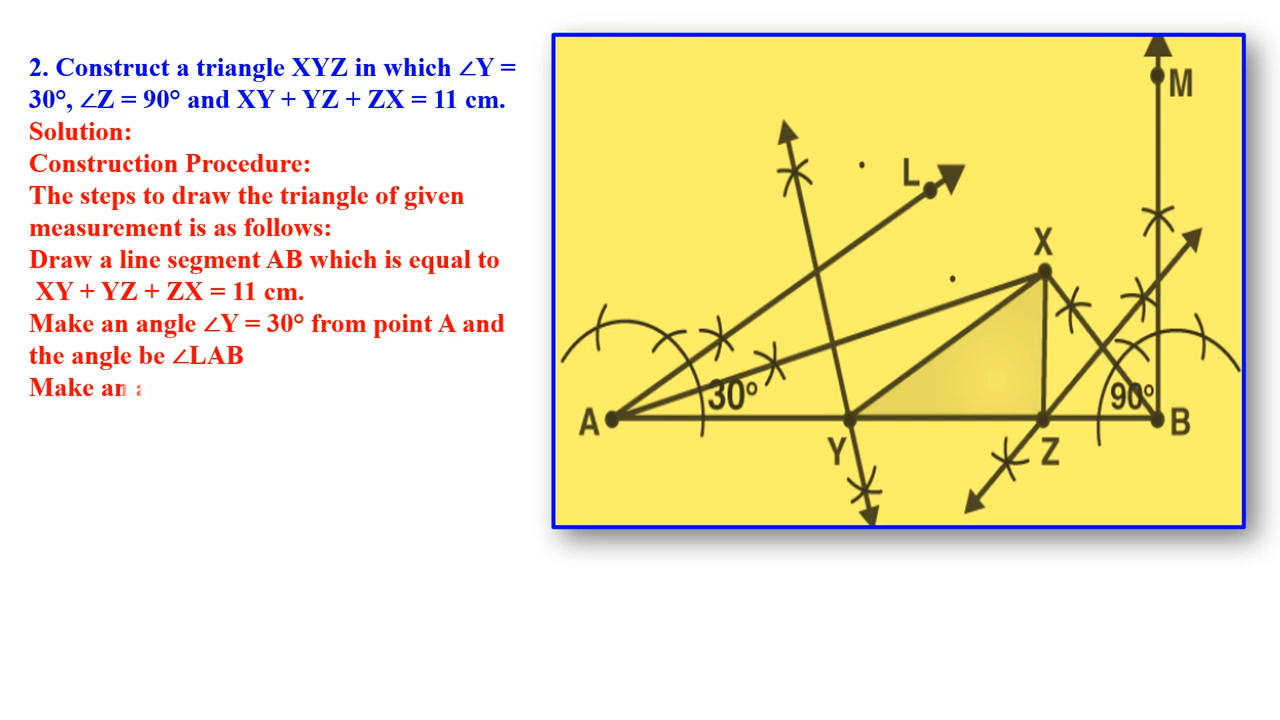 2. Construct a triangle XYZ in which ∠Y =
30°, ∠Z = 90° and XY + YZ + ZX = 11 cm.
Solution:
Construction Procedure:
The steps to draw the triangle of given
measurement is as follows:
Draw a line segment AB which is equal to
XY + YZ + ZX = 11 cm.
Make an angle ∠Y = 30° from point A and
the angle be ∠LAB
Make an a
M
L
X
30°
90°
A
B
Y
Z